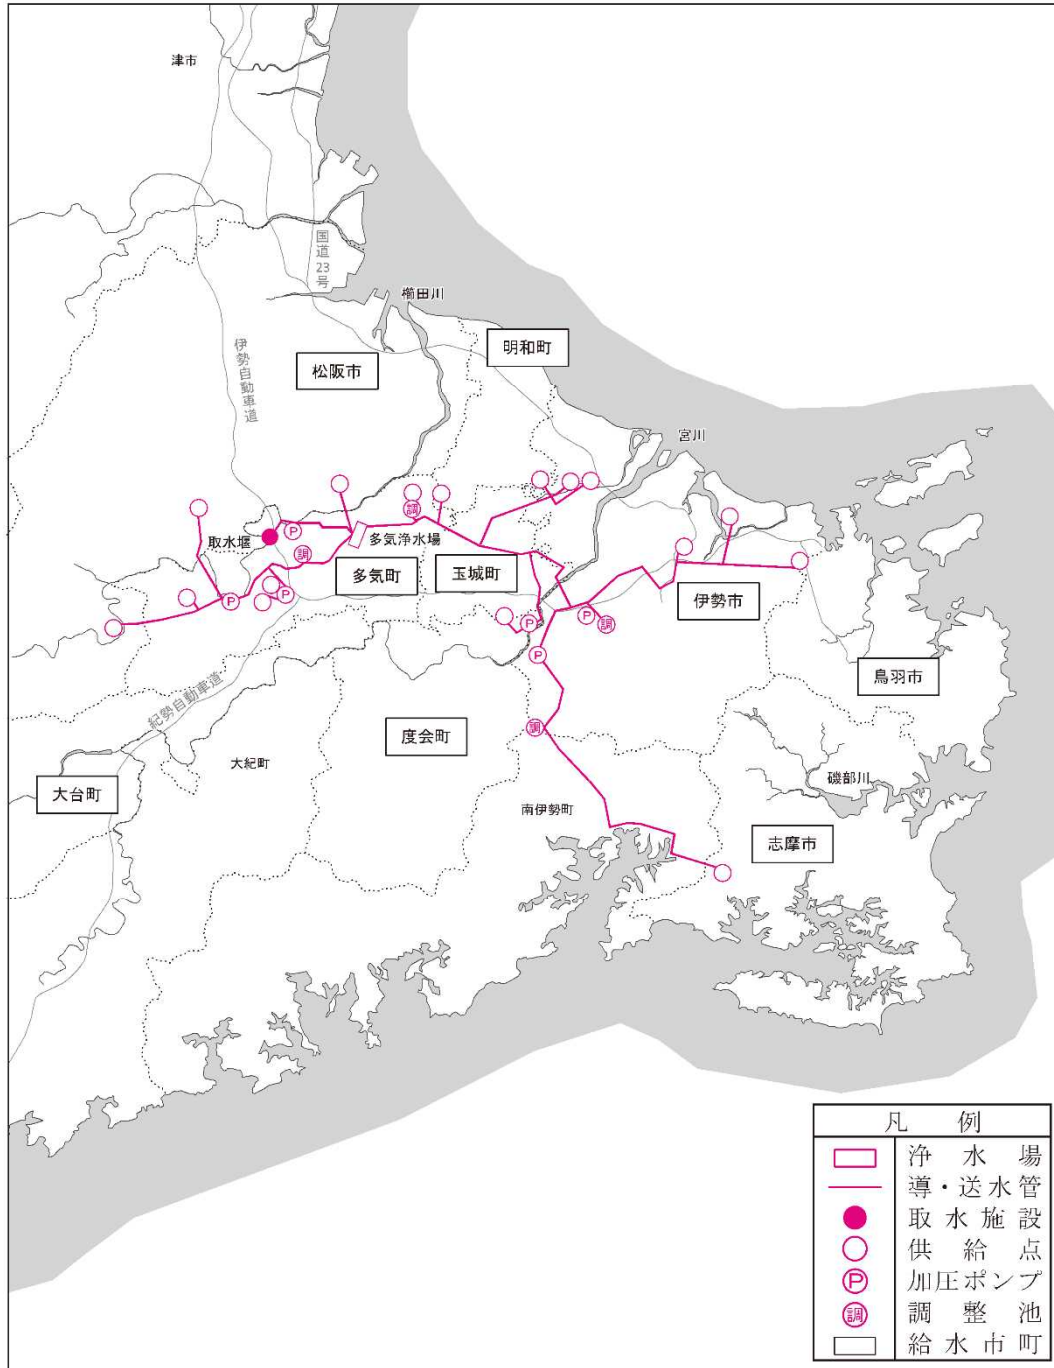 津市
国道23号
櫛田川
明和町
伊勢自動車道
松阪市
宮川
調
取水堰
P
多気浄水場
調
多気町
玉城町
P
P
伊勢市
P
P
調
P
鳥羽市
紀勢自動車道
調
度会町
大紀町
磯部川
大台町
南伊勢町
志摩市
凡例
浄水場
導・送水管
取水施設
供給点
P 加圧ポンプ
調 調整池
給水市町